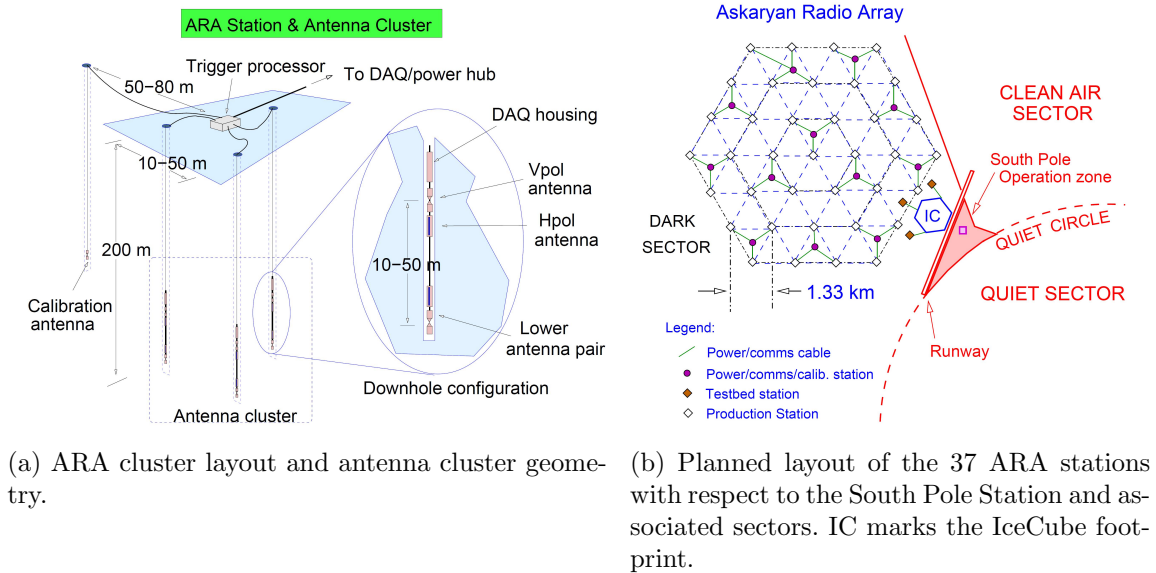 ARA Station & Antenna Cluster
Trigger processor
50−80 m
To DAQ/power hub
DAQ housing
10−50 m
Vpol
antenna
Hpol
antenna
200 m
10−50 m
Calibration
antenna
Lower
antenna pair
Downhole configuration
Antenna cluster
Askaryan Radio Array
CLEAN AIR
SECTOR
South Pole
Operation zone
IC
DARK
SECTOR
QUIET CIRCLE
1.33 km
QUIET SECTOR
Legend:
Power/comms cable
Runway
Power/comms/calib. station
Testbed station
Production Station
(a) ARA cluster layout and antenna cluster geome-
try.
(b) Planned layout of the 37 ARA stations
with respect to the South Pole Station and as-
sociated sectors. IC marks the IceCube foot-
print.